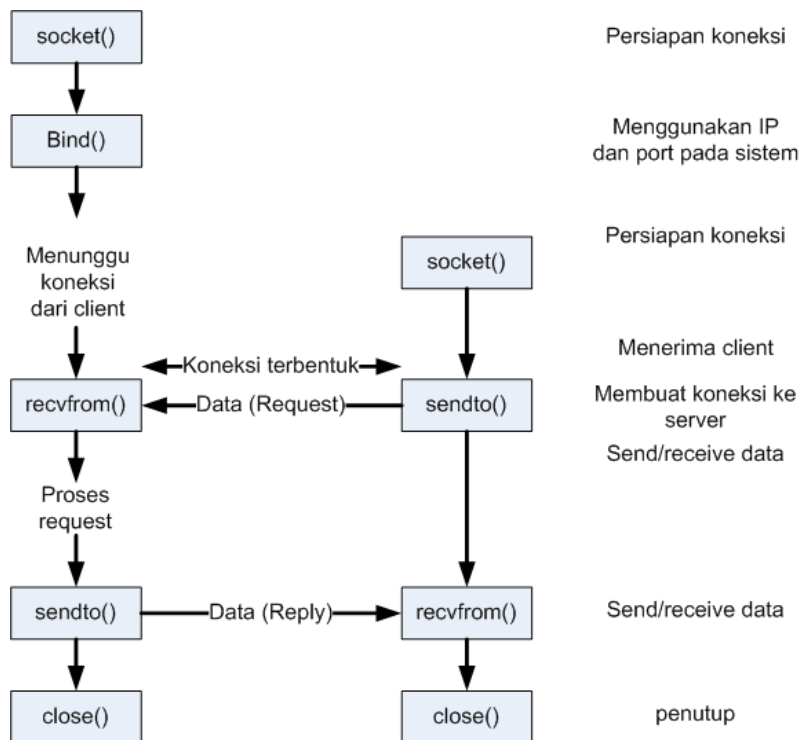 socket()
Persiapan koneksi
Bind()
Menggunakan IP
dan port pada sistem
Menunggu
koneksi
dari client
socket()
Persiapan koneksi
Koneksi terbentuk
Menerima client
recvfrom()
Data (Request)
sendto()
Membuat koneksi ke
server
Send/receive data
Proses
request
sendto()
Data (Reply)
recvfrom()
Send/receive data
close()
close()
penutup